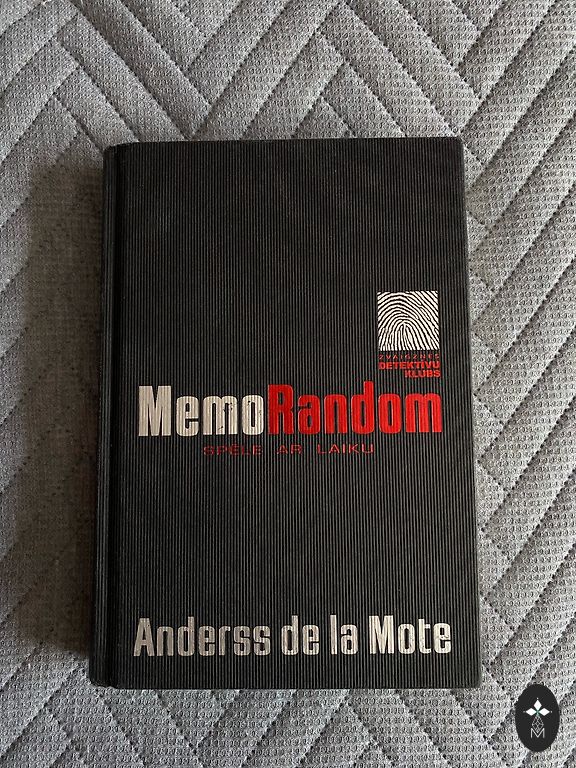 ZVAIGZNES
DETEKTĪVU
KLUBS
MemoRandom
SPĒLE AR LAIKU
Anderss de la Mote
M